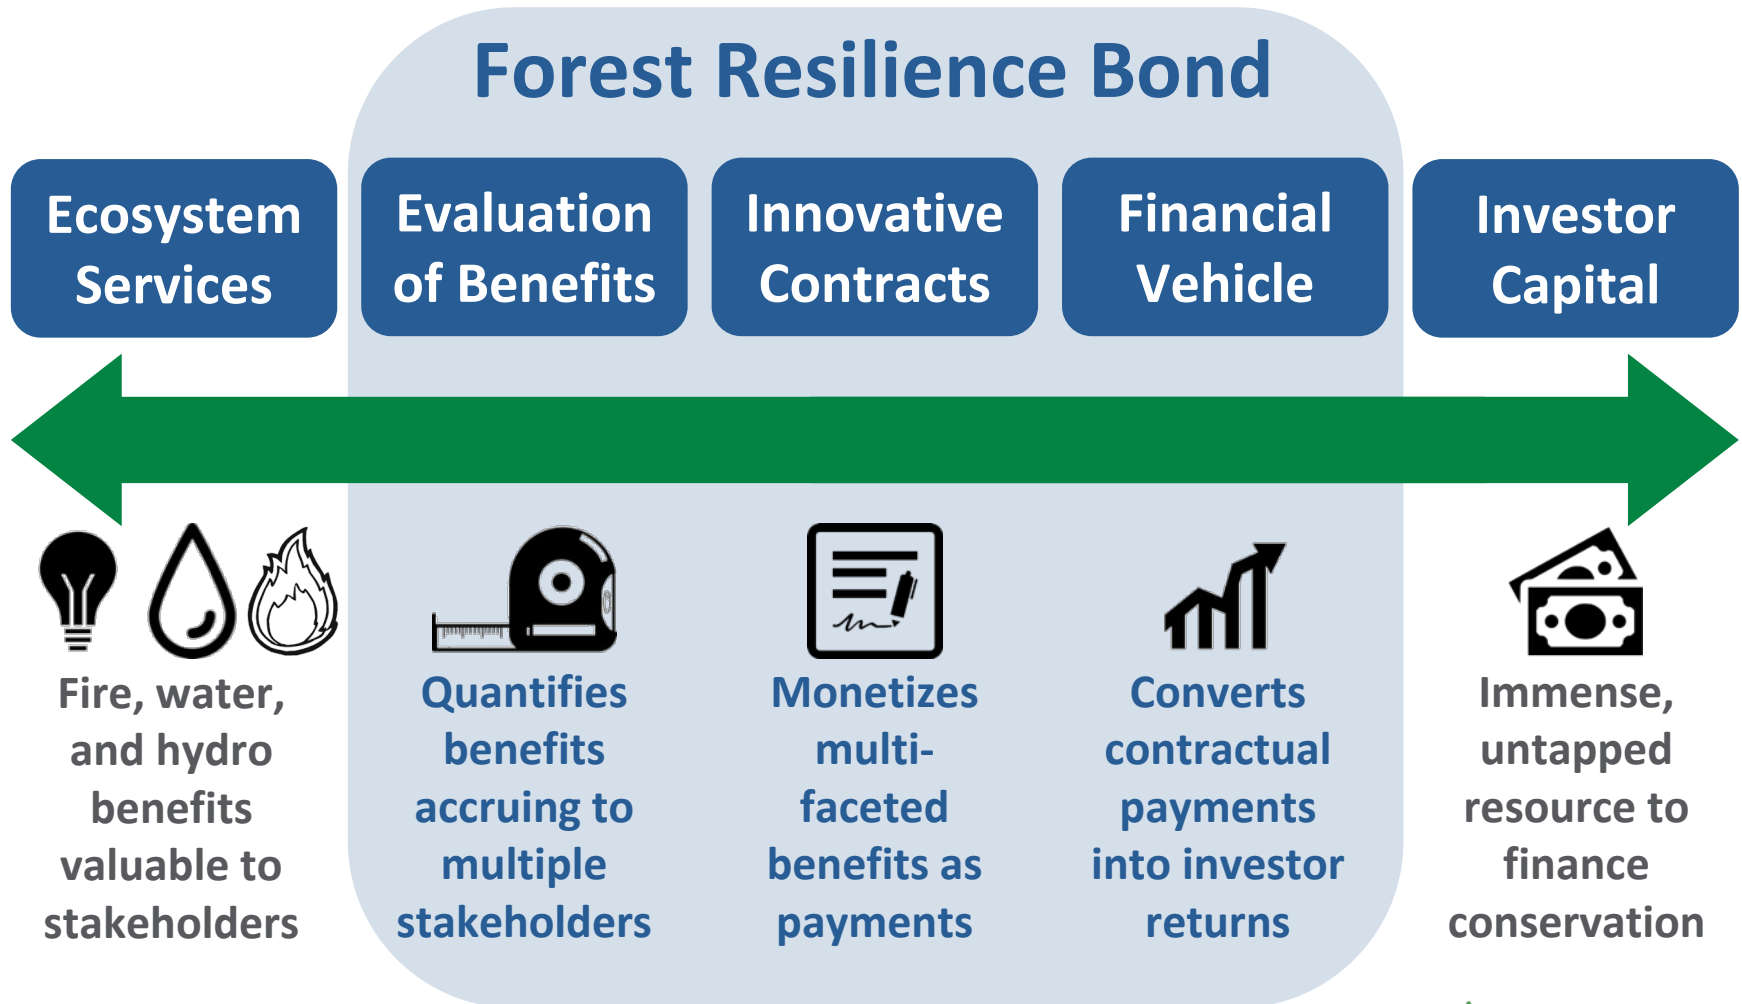 Forest Resilience Bond
Ecosystem
Services
Evaluation
of Benefits
Innovative
Contracts
Financial
Vehicle
Investor
Capital
Fire, water,
and hydro
benefits
valuable to
stakeholders
Quantifies
benefits
accruing to
multiple
stakeholders
Monetizes
multi-
faceted
benefits as
payments
Converts
contractual
payments
into investor
returns
Immense,
untapped
resource to
finance
conservation